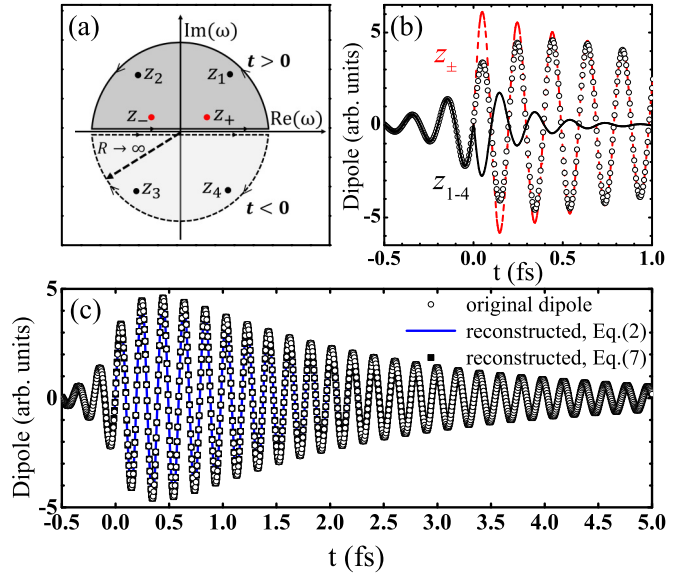 (a)
Im(ω)
t > 0
z₂
z₁
z₋
z₊
Re(ω)
R → ∞
z₃
z₄
t < 0
(b)
Dipole (arb. units)
5
0
-5
z±
z₁₋₄
-0.5
0.0
0.5
1.0
t (fs)
(c)
Dipole (arb. units)
5
0
-5
original dipole
reconstructed, Eq.(2)
reconstructed, Eq.(7)
-0.5 0.0 0.5 1.0 1.5 2.0 2.5 3.0 3.5 4.0 4.5 5.0
t (fs)